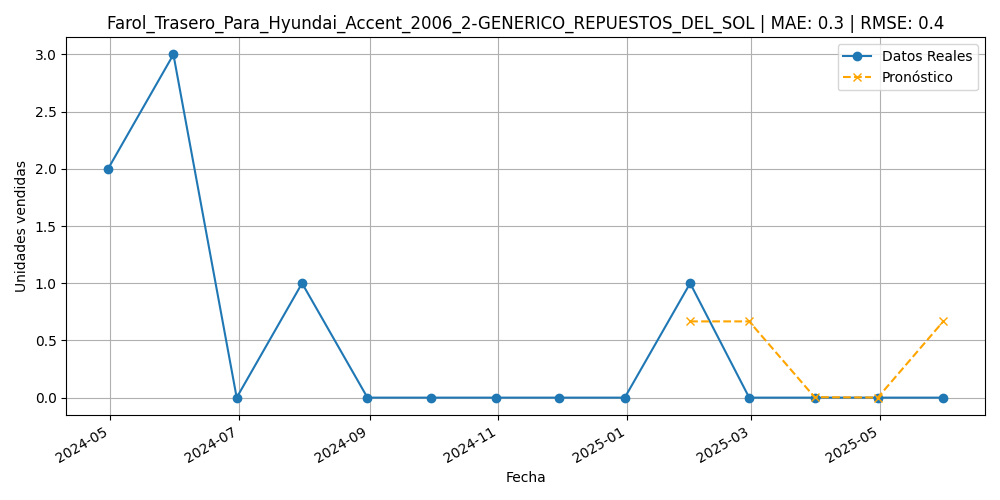 Farol_Trasero_Para_Hyundai_Accent_2006_2-GENERICO_REPUESTOS_DEL_SOL | MAE: 0.3 | RMSE: 0.4
Datos Reales
Pronóstico
Unidades vendidas
3.0
2.5
2.0
1.5
1.0
0.5
0.0
2024-05
2024-07
2024-09
2024-11
2025-01
2025-03
2025-05
Fecha